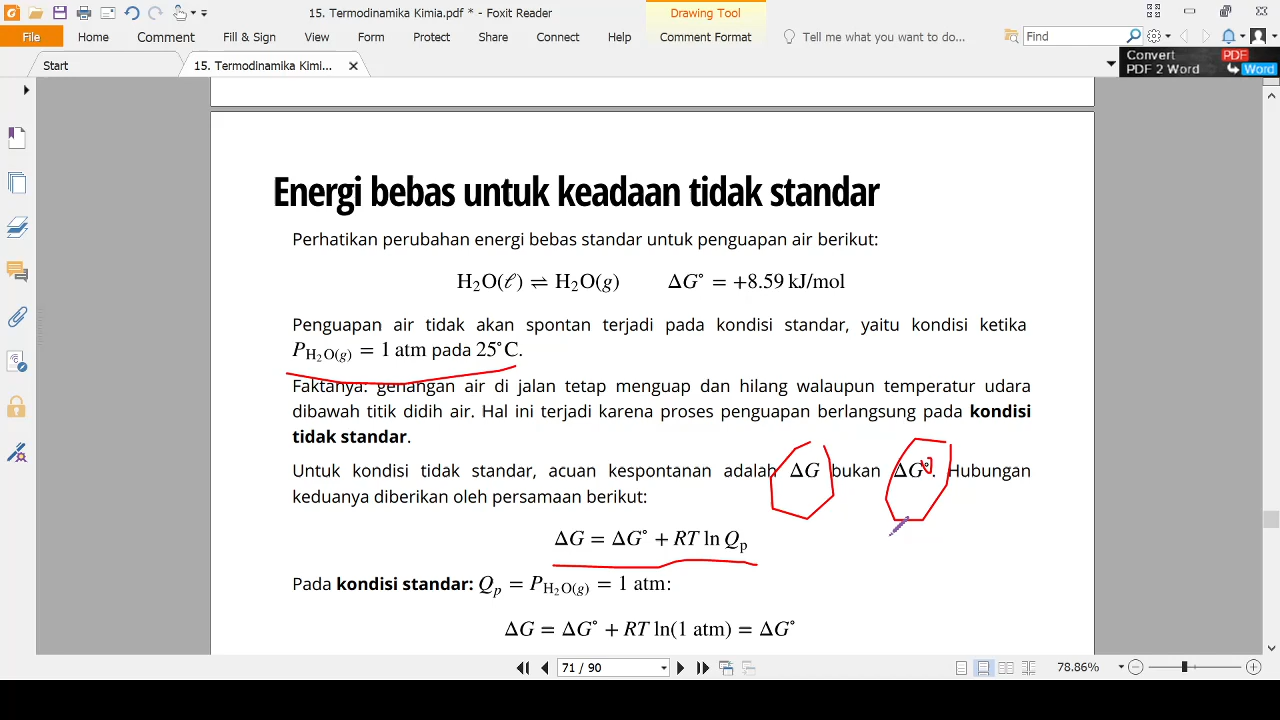 15. Termodinamika Kimia.pdf * - Foxit Reader
Drawing Tool
File Home Comment Fill & Sign View Form Protect Share Connect Help Comment Format Tell me what you want to do... Find
Start 15. Termodinamika Kimi...
Convert PDF
PDF 2 Word Word
Energi bebas untuk keadaan tidak standar
Perhatikan perubahan energi bebas standar untuk penguapan air berikut:
H₂O(ℓ) ⇌ H₂O(g) ΔG° = +8.59 kJ/mol
Penguapan air tidak akan spontan terjadi pada kondisi standar, yaitu kondisi ketika
P_H₂O(g) = 1 atm pada 25°C.
Faktanya: genangan air di jalan tetap menguap dan hilang walaupun temperatur udara
dibawah titik didih air. Hal ini terjadi karena proses penguapan berlangsung pada kondisi
tidak standar.
Untuk kondisi tidak standar, acuan kespontanan adalah ΔG bukan ΔG°. Hubungan
keduanya diberikan oleh persamaan berikut:
ΔG = ΔG° + RT ln Qₚ
Pada kondisi standar: Qₚ = P_H₂O(g) = 1 atm:
ΔG = ΔG° + RT ln(1 atm) = ΔG°
71 / 90
78.86%